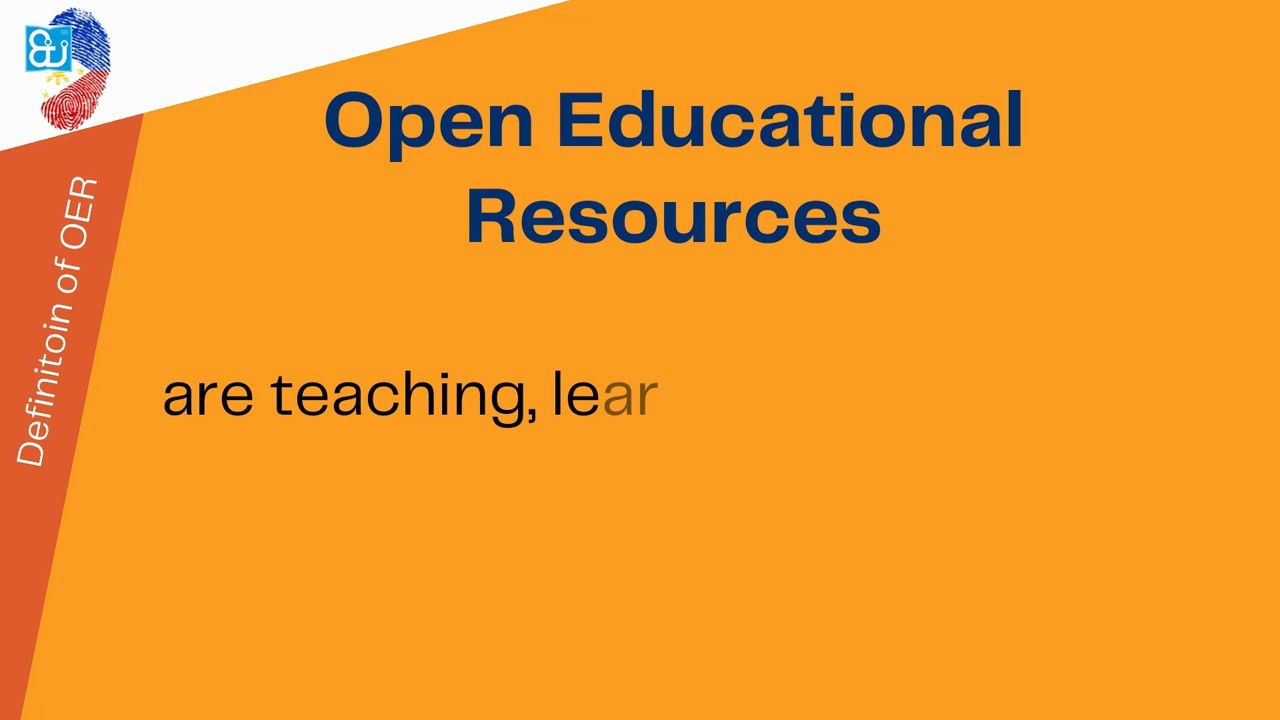 Open Educational
Resources
Definitoin of OER
are teaching, lear